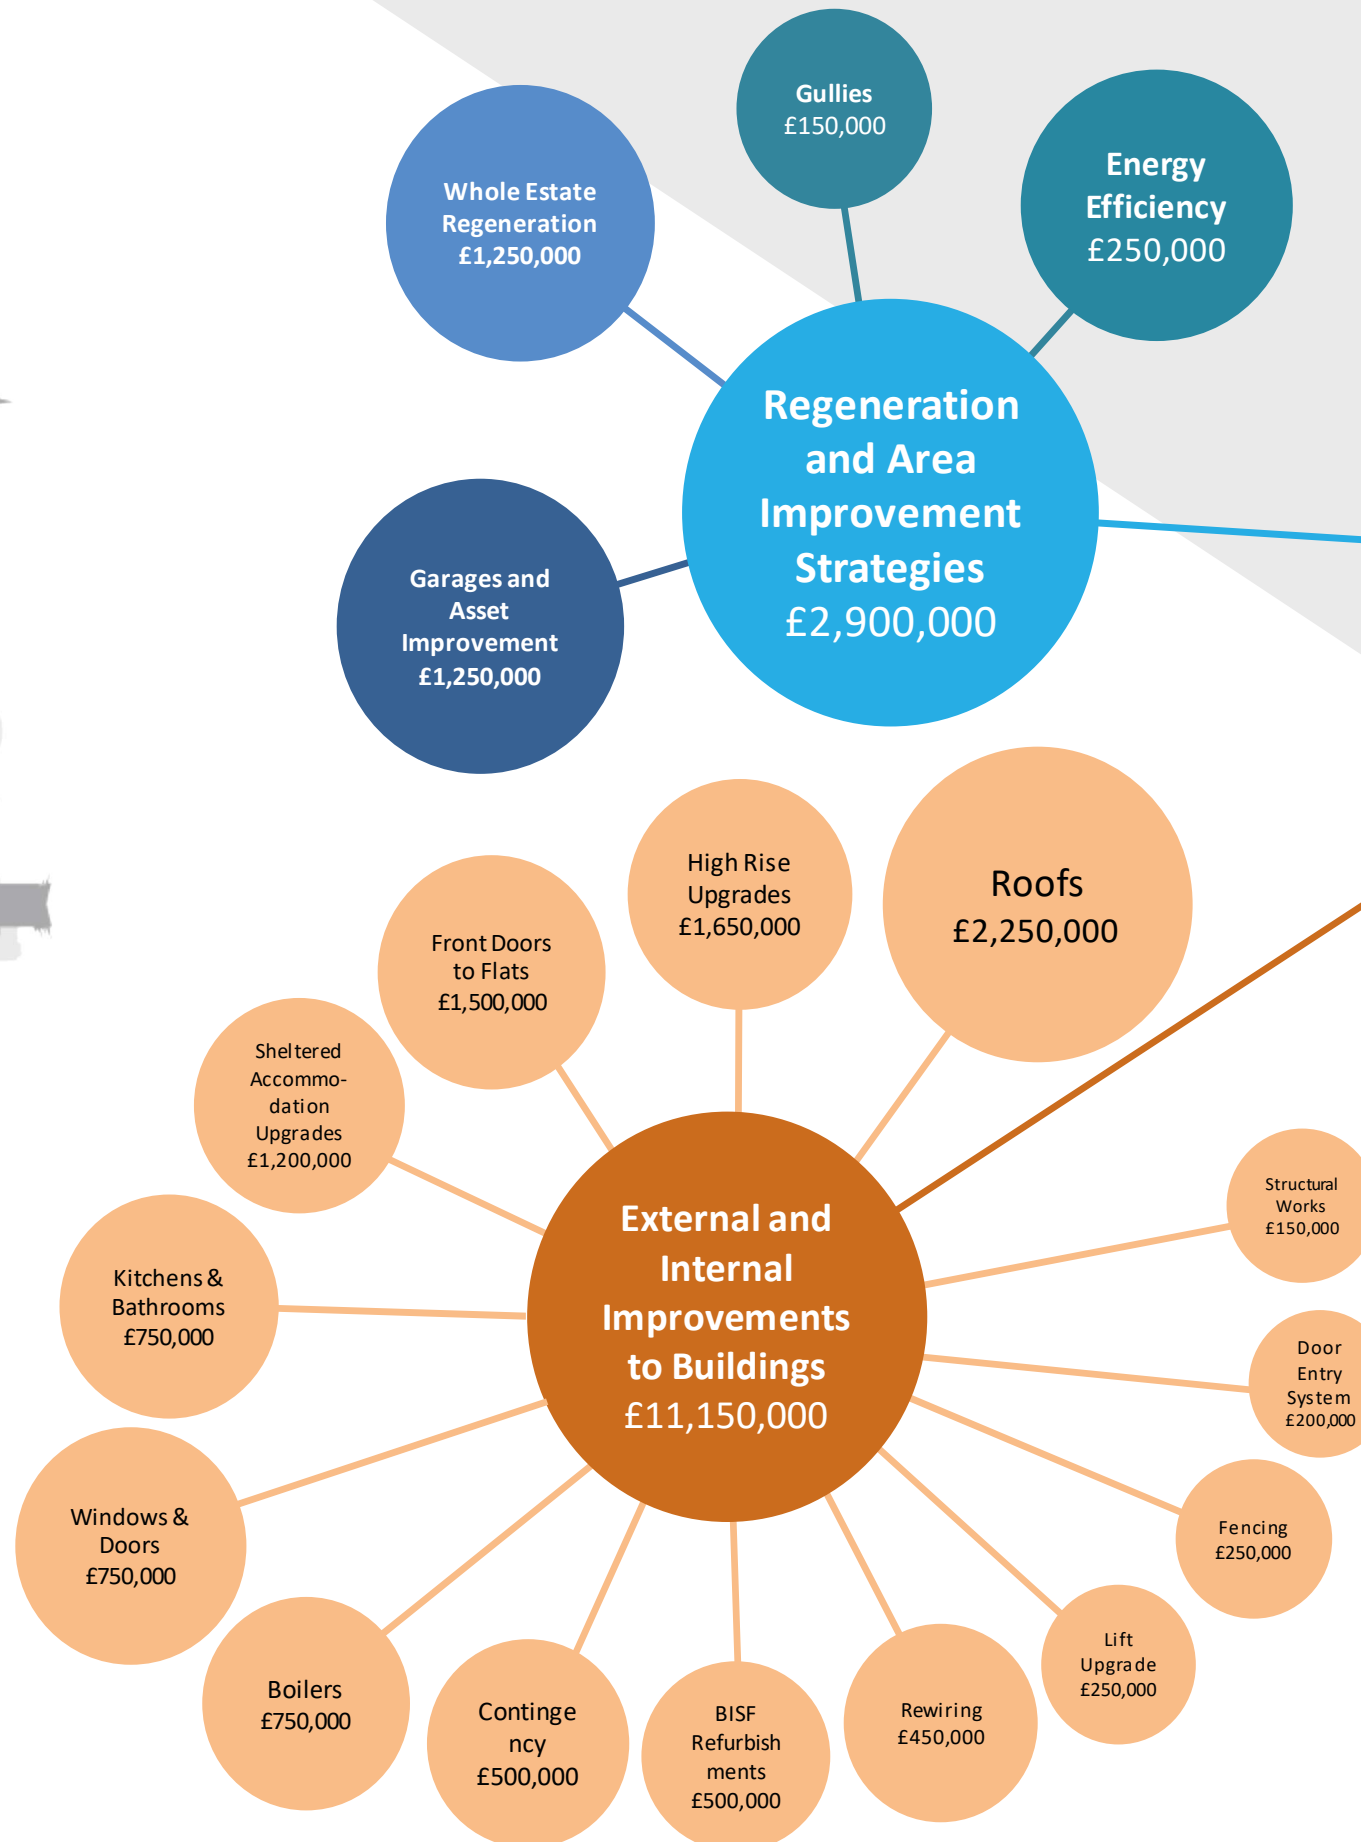 Gullies
£150,000
Energy
Efficiency
£250,000
Whole Estate
Regeneration
£1,250,000
Regeneration
and Area
Improvement
Strategies
£2,900,000
Garages and
Asset
Improvement
£1,250,000
High Rise
Upgrades
£1,650,000
Roofs
£2,250,000
Front Doors
to Flats
£1,500,000
Sheltered
Accommo-
dation
Upgrades
£1,200,000
Structural
Works
£150,000
External and
Internal
Improvements
to Buildings
£11,150,000
Kitchens &
Bathrooms
£750,000
Door
Entry
System
£200,000
Windows &
Doors
£750,000
Fencing
£250,000
Lift
Upgrade
£250,000
Boilers
£750,000
Continge
ncy
£500,000
BISF
Refurbish
ments
£500,000
Rewiring
£450,000